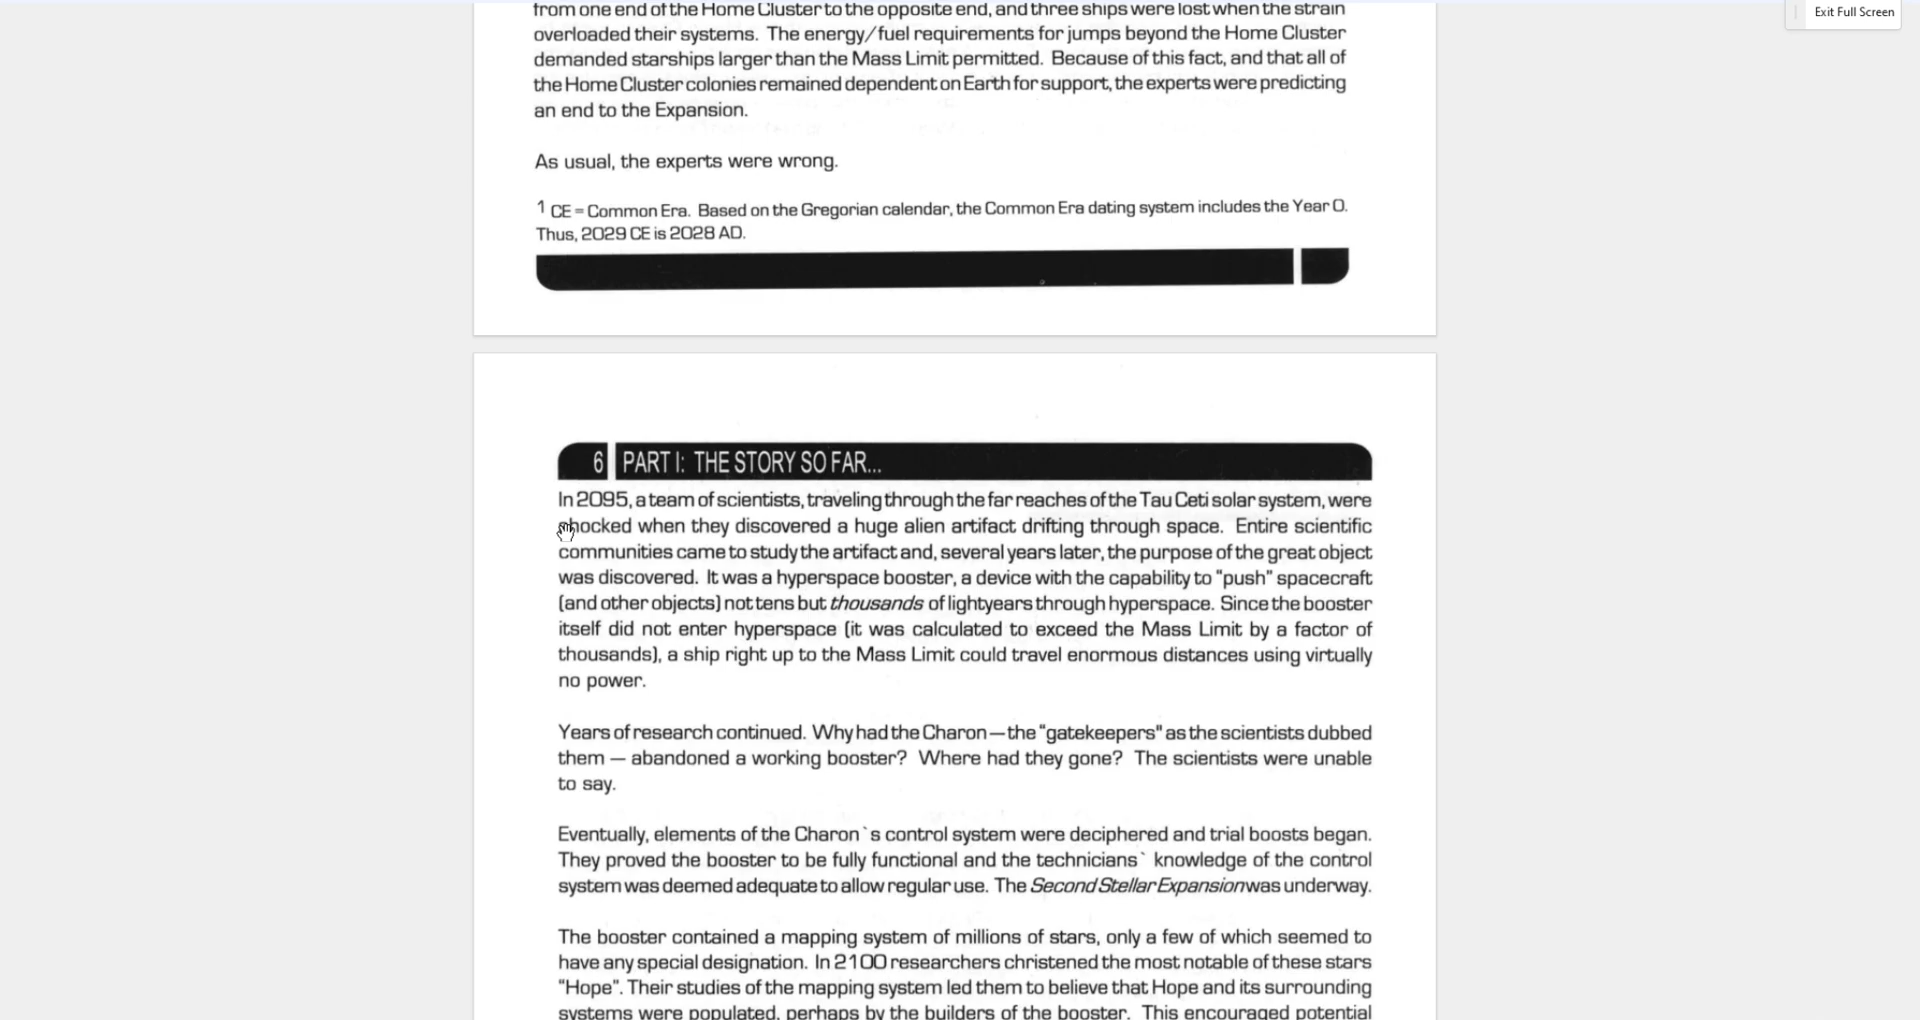 Exit Full Screen
from one end of the Home Cluster to the opposite end, and three ships were lost when the strain
overloaded their systems. The energy/fuel requirements for jumps beyond the Home Cluster
demanded starships larger than the Mass Limit permitted. Because of this fact, and that all of
the Home Cluster colonies remained dependent on Earth for support, the experts were predicting
an end to the Expansion.
As usual, the experts were wrong.
1 CE = Common Era. Based on the Gregorian calendar, the Common Era dating system includes the Year 0.
Thus, 2029 CE is 2028 AD.
6 PART I: THE STORY SO FAR...
In 2095, a team of scientists, traveling through the far reaches of the Tau Ceti solar system, were
shocked when they discovered a huge alien artifact drifting through space. Entire scientific
communities came to study the artifact and, several years later, the purpose of the great object
was discovered. It was a hyperspace booster, a device with the capability to "push" spacecraft
(and other objects) not tens but thousands of lightyears through hyperspace. Since the booster
itself did not enter hyperspace (it was calculated to exceed the Mass Limit by a factor of
thousands), a ship right up to the Mass Limit could travel enormous distances using virtually
no power.
Years of research continued. Why had the Charon — the "gatekeepers" as the scientists dubbed
them — abandoned a working booster? Where had they gone? The scientists were unable
to say.
Eventually, elements of the Charon`s control system were deciphered and trial boosts began.
They proved the booster to be fully functional and the technicians` knowledge of the control
system was deemed adequate to allow regular use. The Second Stellar Expansion was underway.
The booster contained a mapping system of millions of stars, only a few of which seemed to
have any special designation. In 2100 researchers christened the most notable of these stars
"Hope". Their studies of the mapping system led them to believe that Hope and its surrounding
systems were populated, perhaps by the builders of the booster. This encouraged potential